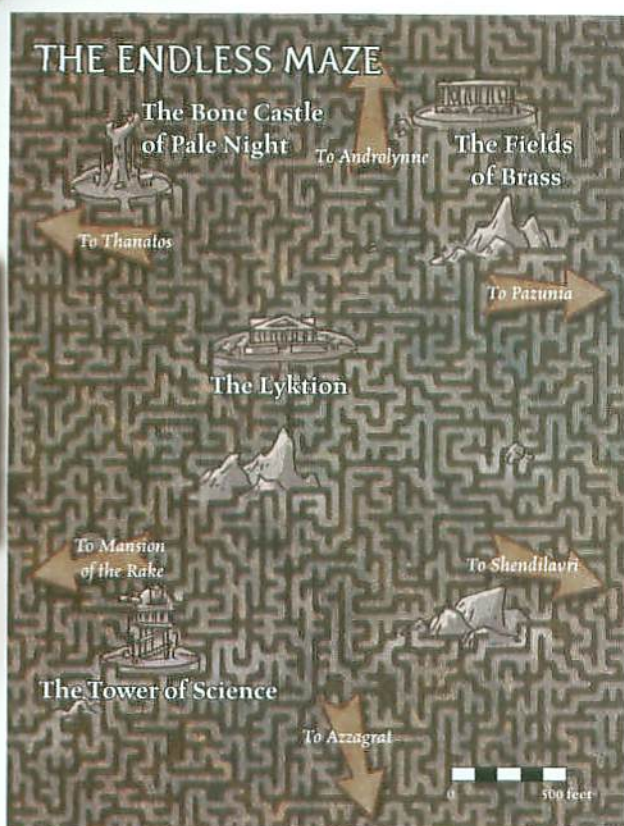 THE ENDLESS MAZE
The Bone Castle
of Pale Night
To Androlynne
The Fields
of Brass
To Thanatos
To Pazunia
The Lyktion
To Mansion
of the Rake
To Shendilavri
The Tower of Science
To Azzagrat
0 500 feet